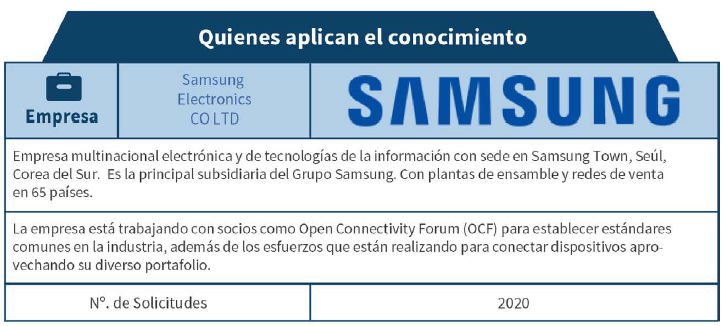 Quienes aplican el conocimiento
Empresa
Samsung
Electronics
CO LTD
SAMSUNG
Empresa multinacional electrónica y de tecnologías de la información con sede en Samsung Town, Seúl,
Corea del Sur. Es la principal subsidiaria del Grupo Samsung. Con plantas de ensamble y redes de venta
en 65 países.
La empresa está trabajando con socios como Open Connectivity Forum (OCF) para establecer estándares
comunes en la industria, además de los esfuerzos que están realizando para conectar dispositivos apro-
vechando su diverso portafolio.
N°. de Solicitudes
2020